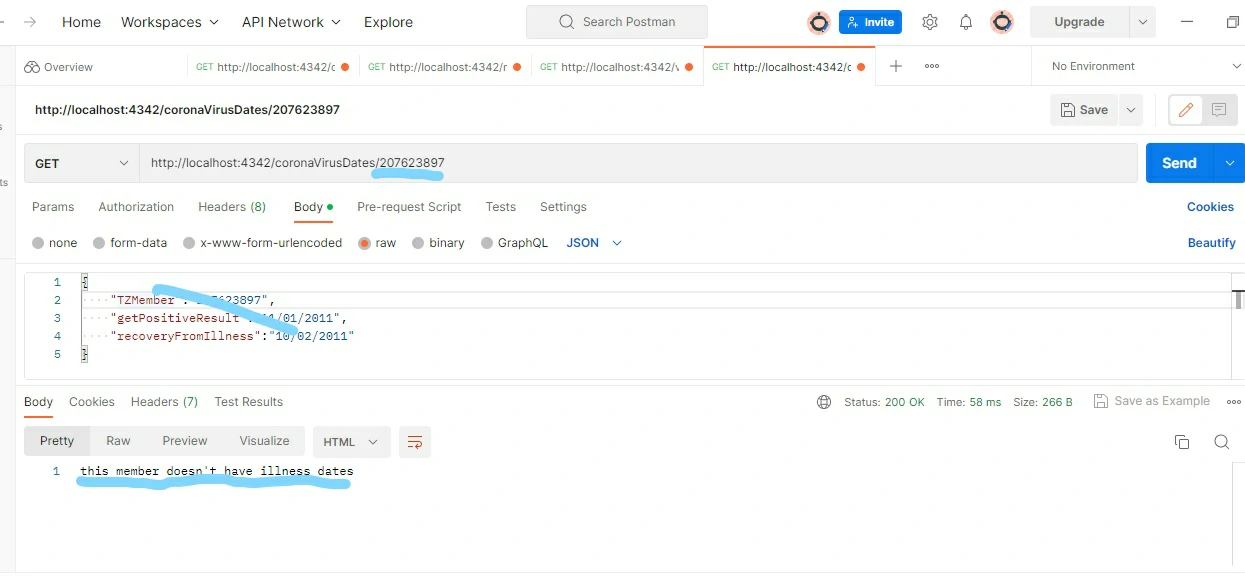 Home Workspaces API Network Explore Search Postman Invite Upgrade
Overview GET http://localhost:4342/c GET http://localhost:4342/r GET http://localhost:4342/v GET http://localhost:4342/c No Environment
http://localhost:4342/coronaVirusDates/207623897 Save
GET http://localhost:4342/coronaVirusDates/207623897 Send
ts
Params Authorization Headers (8) Body Pre-request Script Tests Settings Cookies
none form-data x-www-form-urlencoded raw binary GraphQL JSON Beautify
1 {
2 "TZMember": "207623897",
3 "getPositiveResult": /01/2011",
4 "recoveryFromIllness":"10/02/2011"
5 }
Body Cookies Headers (7) Test Results Status: 200 OK Time: 58 ms Size: 266 B Save as Example
Pretty Raw Preview Visualize HTML
1 this member doesn't have illness dates